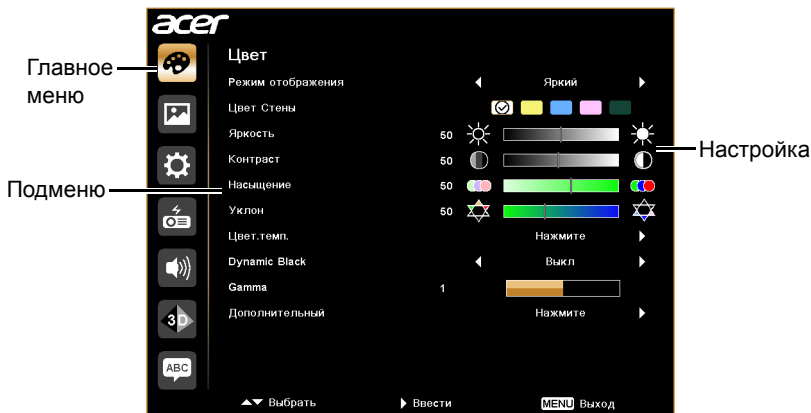 acer
Цвет
Главное
меню
Режим отображения Яркий
Цвет Стены
Яркость 50
Контраст 50
Настройка
Подменю
Насыщение 50
Уклон 50
Цвет.темп. Нажмите
Dynamic Black Выкл
Gamma 1
3D
Дополнительный Нажмите
ABC
Выбрать Ввести MENU Выход